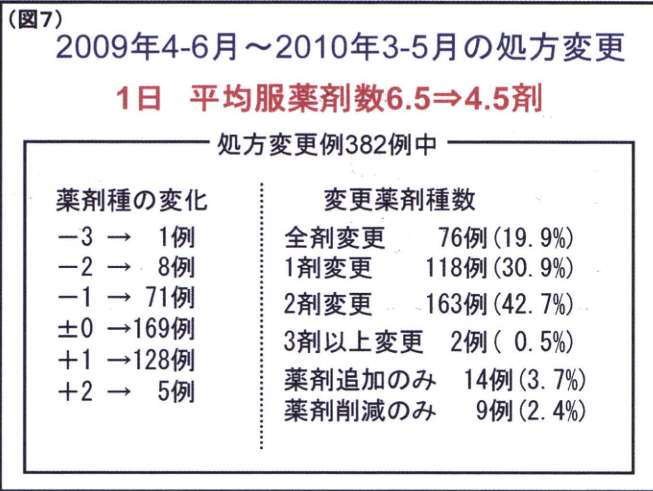 (図7)
2009年4-6月～2010年3-5月の処方変更
1日 平均服薬剤数6.5⇒4.5剤
処方変更例382例中
薬剤種の変化
－3 → 1例
－2 → 8例
－1 → 71例
±0 →169例
＋1 →128例
＋2 → 5例
変更薬剤種数
全剤変更 76例(19.9%)
1剤変更 118例(30.9%)
2剤変更 163例(42.7%)
3剤以上変更 2例( 0.5%)
薬剤追加のみ 14例(3.7%)
薬剤削減のみ 9例(2.4%)